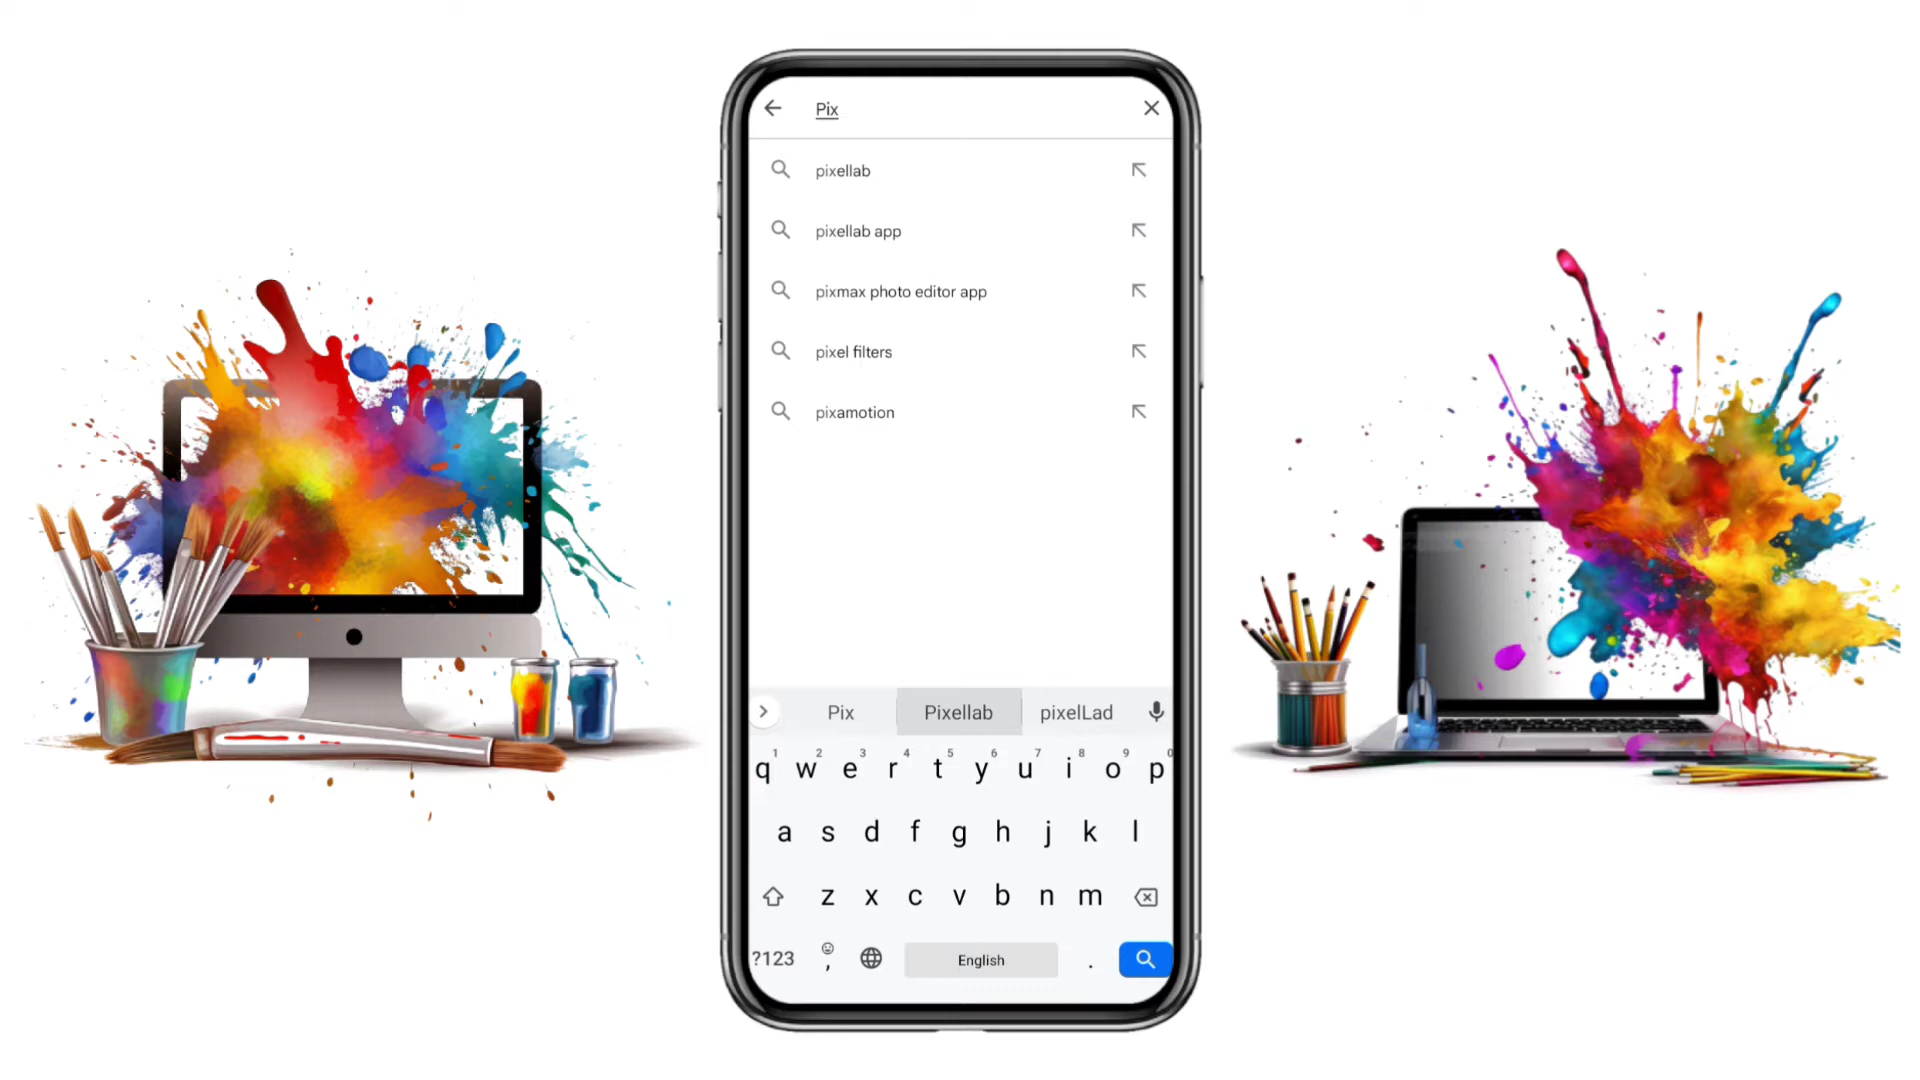 Pix
pixellab
pixellab app
pixmax photo editor app
pixel filters
pixamotion
Pix Pixellab pixelLad
1 2 3 4 5 6 7 8 9 0
q w e r t y u i o p
a s d f g h j k l
z x c v b n m
?123 , English .